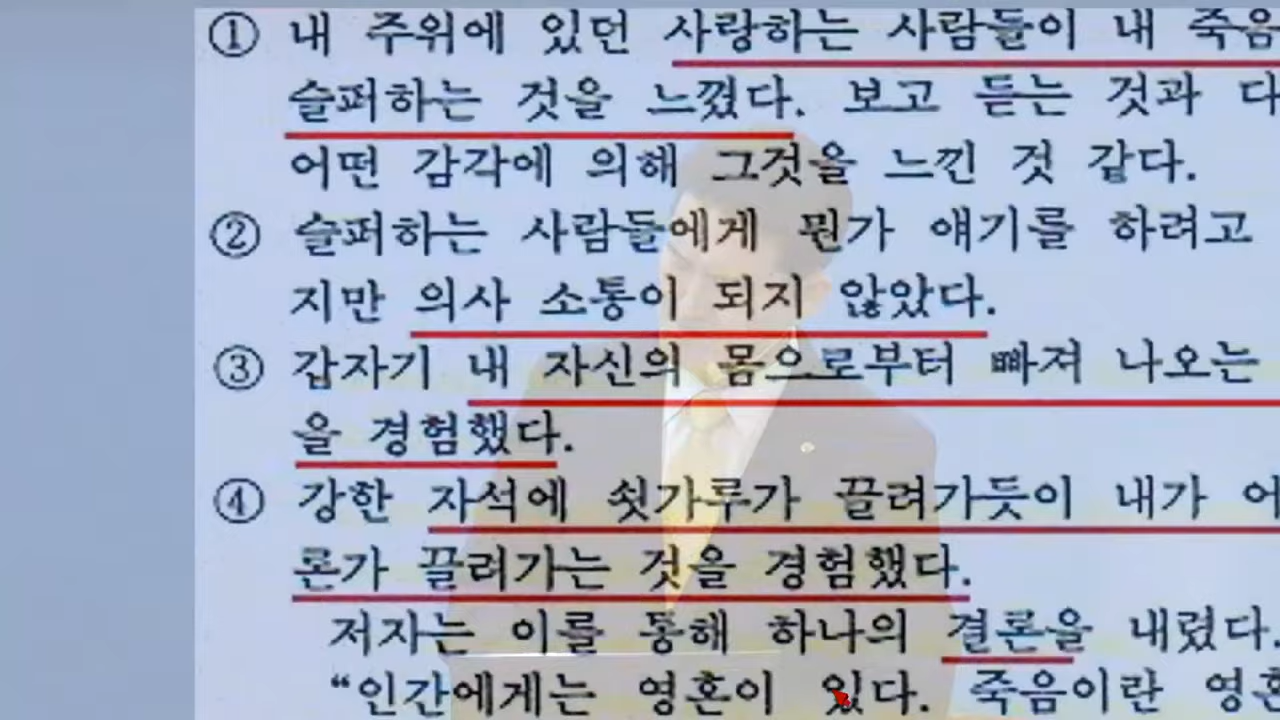 ① 내 주위에 있던 사랑하는 사람들이 내 죽음
슬퍼하는 것을 느꼈다. 보고 듣는 것과 다
어떤 감각에 의해 그것을 느낀 것 같다.
② 슬퍼하는 사람들에게 뭔가 얘기를 하려고
지만 의사 소통이 되지 않았다.
③ 갑자기 내 자신의 몸으로부터 빠져 나오는
을 경험했다.
④ 강한 자석에 쇳가루가 끌려가듯이 내가 어
론가 끌려가는 것을 경험했다.
저자는 이를 통해 하나의 결론을 내렸다.
“인간에게는 영혼이 있다. 죽음이란 영혼